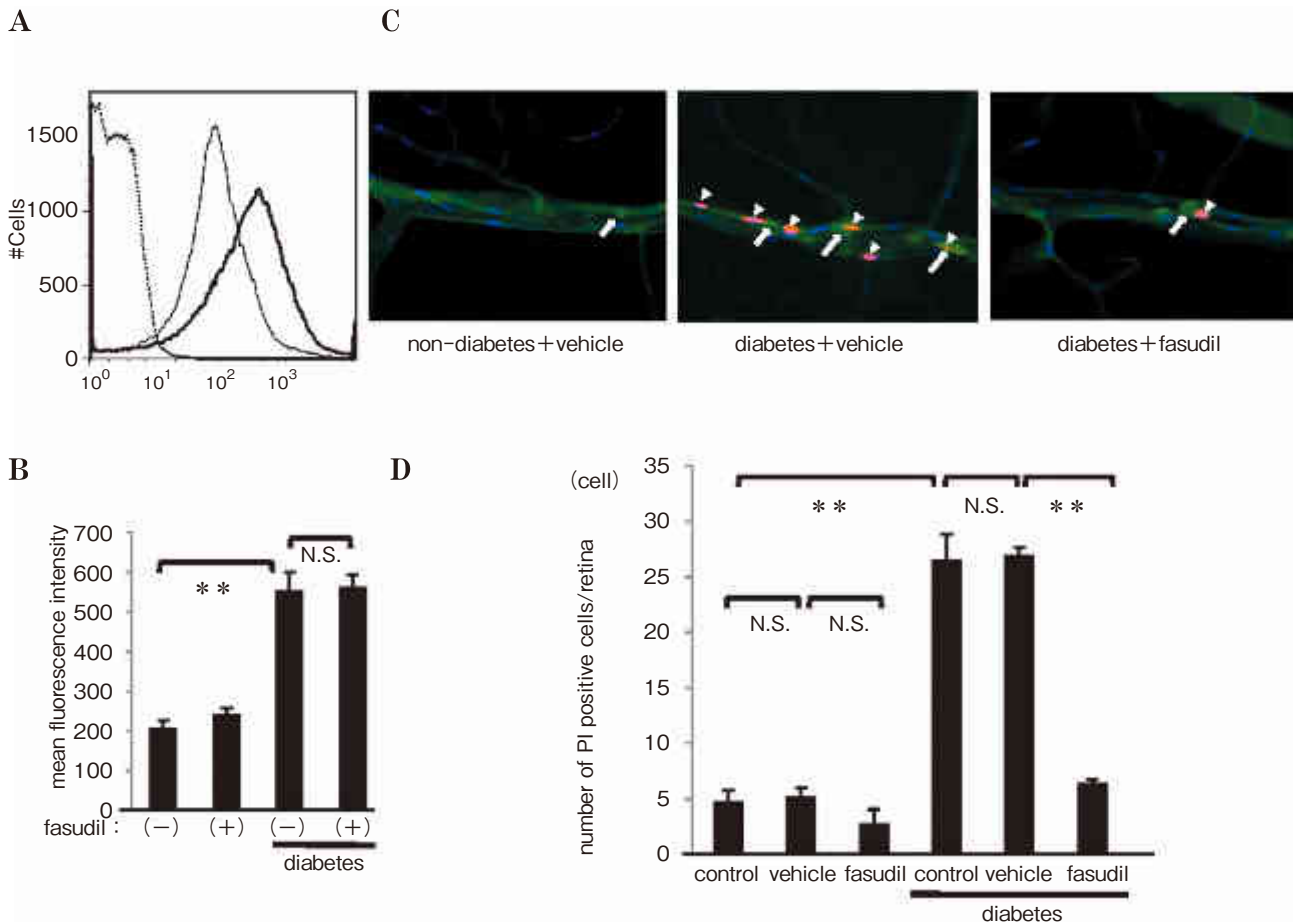 A
C
1500
1000
500
0
#Cells
10⁰ 10¹ 10² 10³
non-diabetes+vehicle
diabetes+vehicle
diabetes+fasudil
B
700
600
500
400
300
200
100
0
mean fluorescence intensity
**
N.S.
fasudil : (−) (+) (−) (+)
diabetes
D
(cell)
35
30
25
20
15
10
5
0
number of PI positive cells/retina
** N.S. **
N.S. N.S.
control vehicle fasudil control vehicle fasudil
diabetes